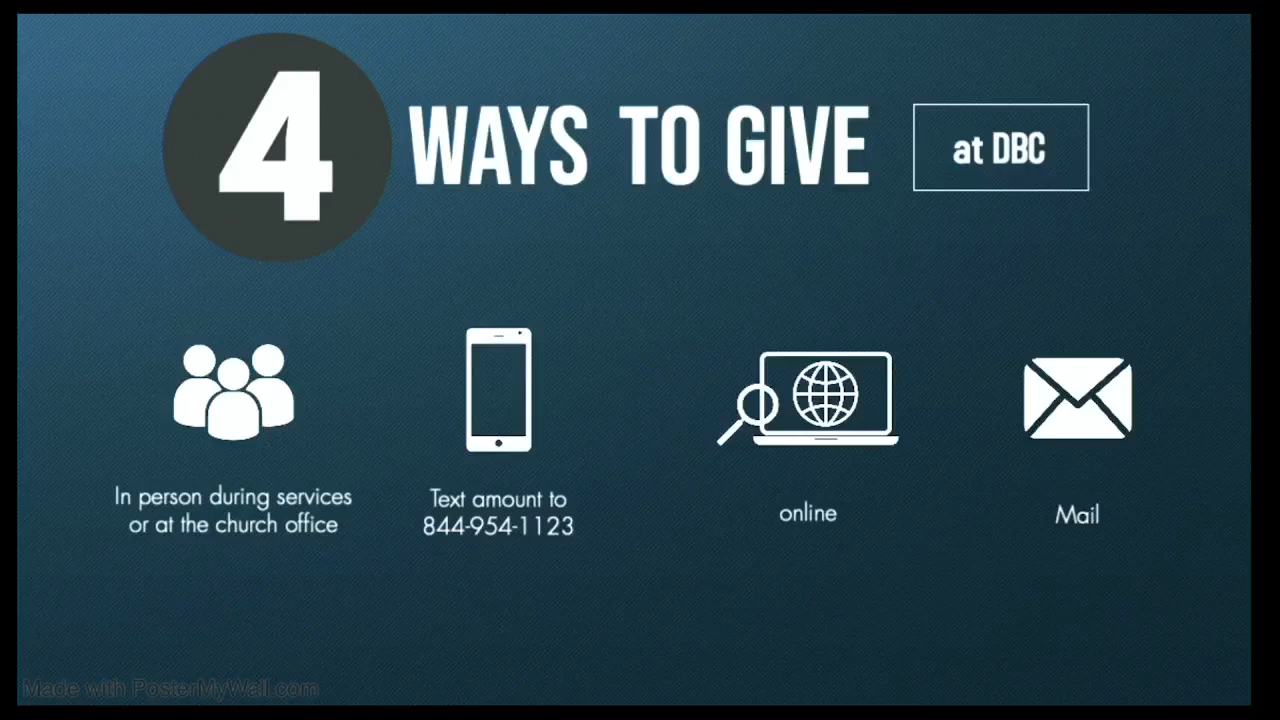 4 WAYS TO GIVE at DBC
In person during services
or at the church office
Text amount to
844-954-1123
online
Mail
Made with PosterMyWall.com